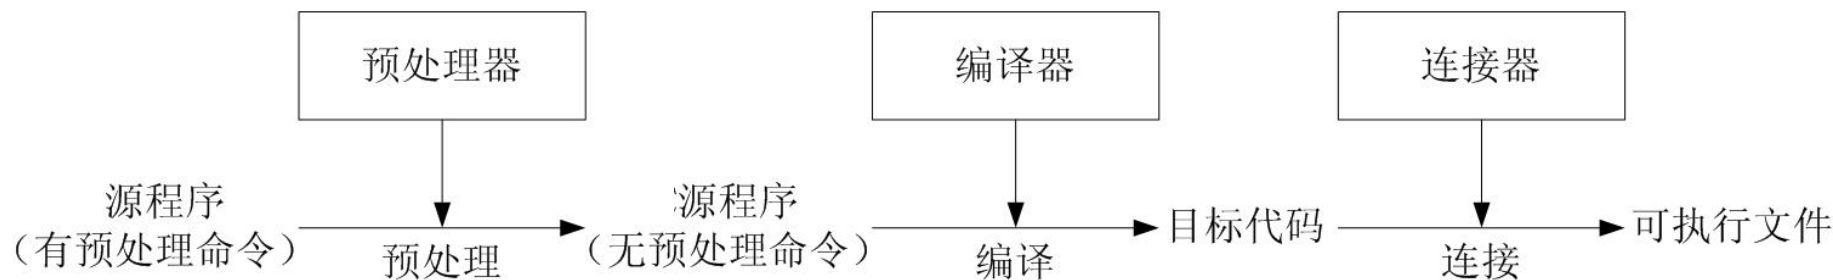 预处理器
编译器
连接器
源程序
（有预处理命令）
预处理
源程序
（无预处理命令）
编译
目标代码
连接
可执行文件